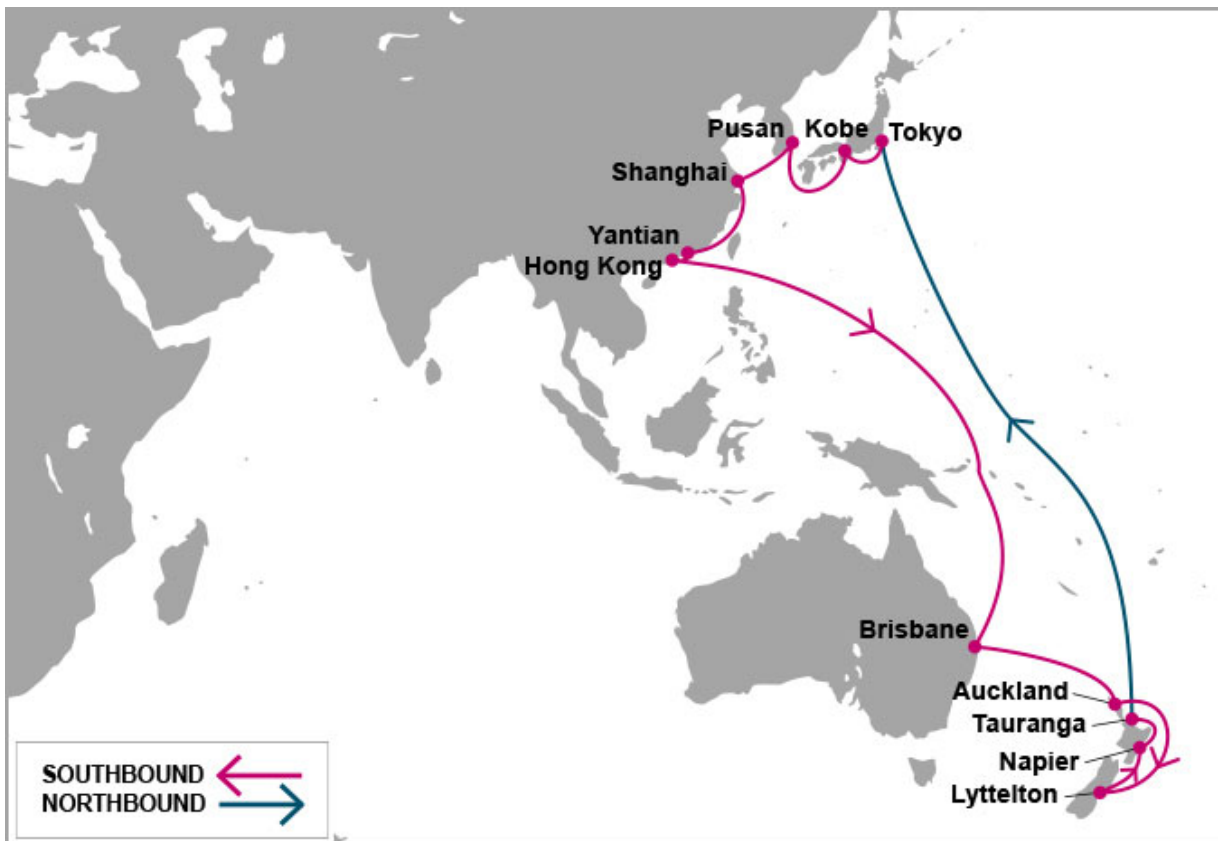 Pusan
Kobe
Tokyo
Shanghai
Yantian
Hong Kong
Brisbane
Auckland
Tauranga
Napier
Lyttelton
SOUTHBOUND
NORTHBOUND